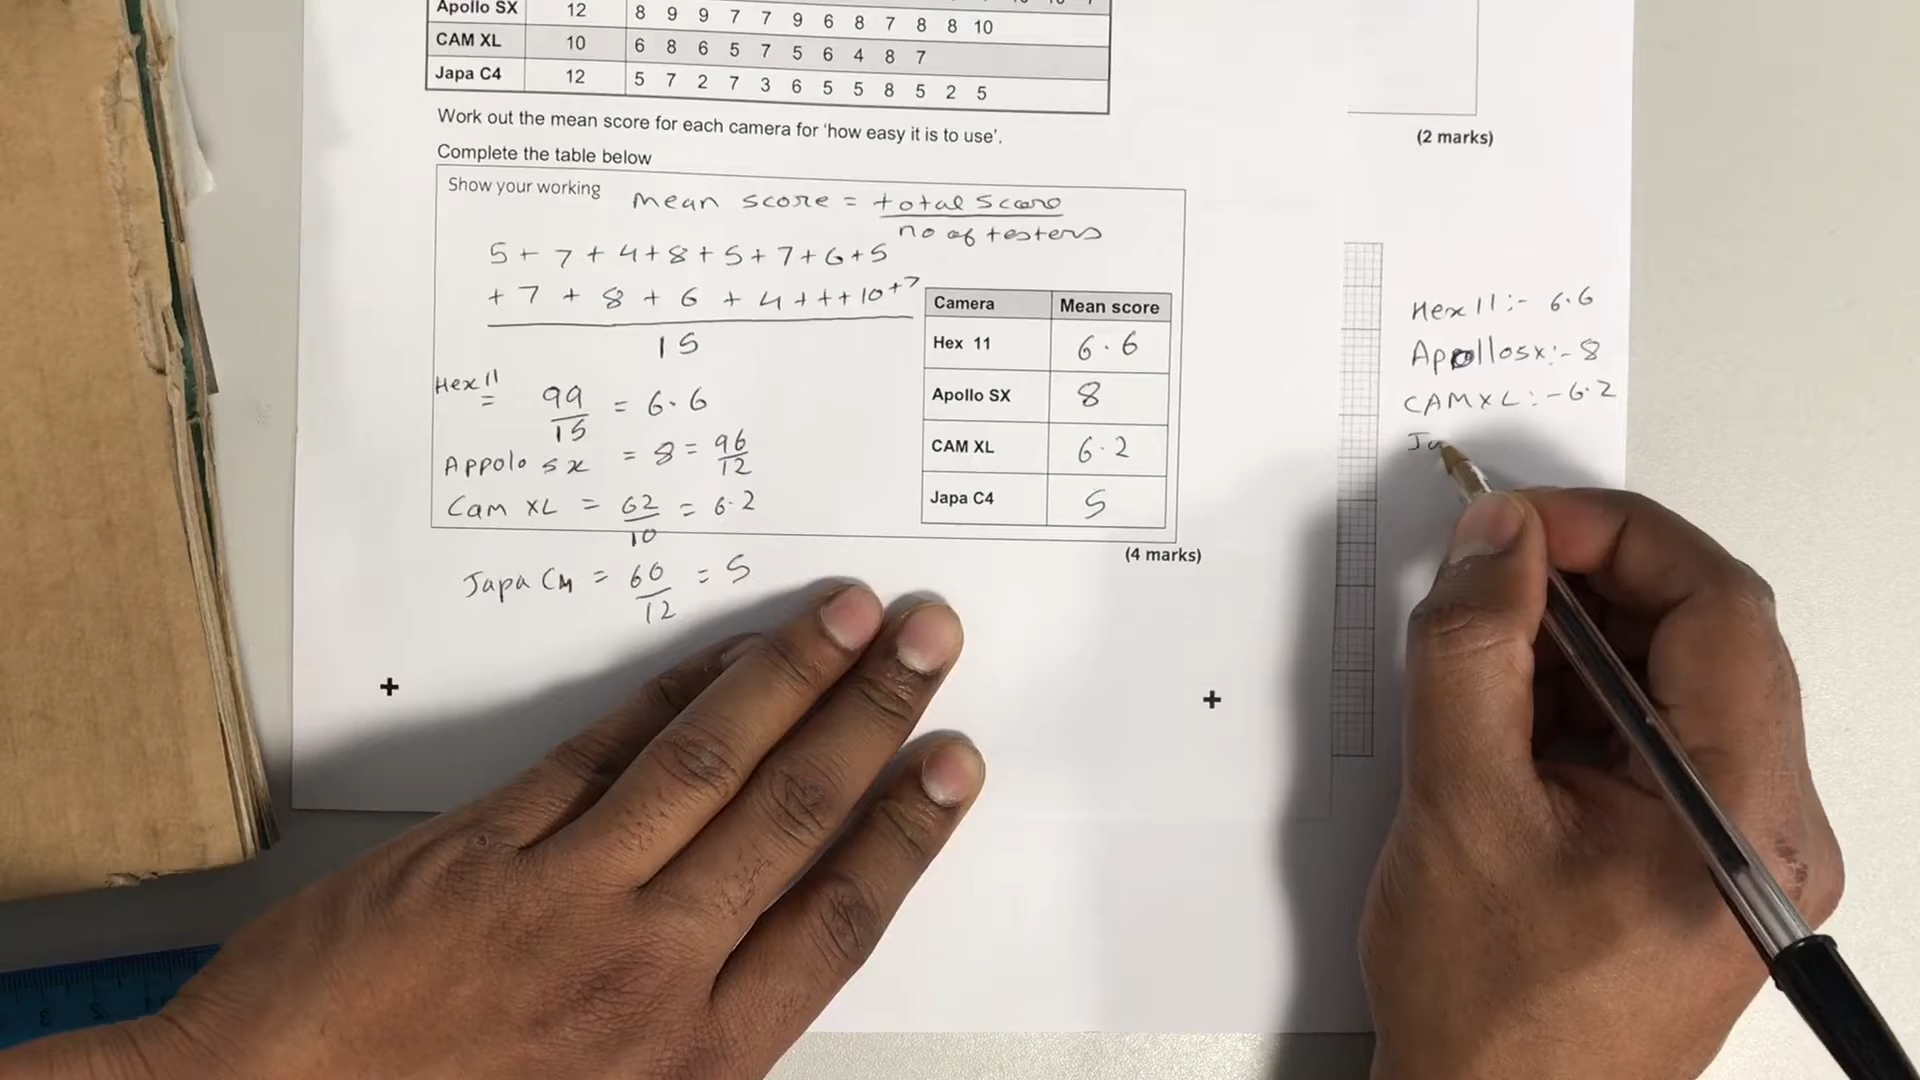 Apollo SX 12 8 9 9 7 7 9 6 8 7 8 8 10
CAM XL 10 6 8 6 5 7 5 6 4 8 7
Japa C4 12 5 7 2 7 3 6 5 5 8 5 2 5
Work out the mean score for each camera for 'how easy it is to use'.
Complete the table below
Show your working
mean score = total score
no of testers
5 + 7 + 4 + 8 + 5 + 7 + 6 + 5
+ 7 + 8 + 6 + 4 + + + 10 + 7
15
Hex 11 = 99/15 = 6.6
Appolo sx = 8 = 96/12
Cam XL = 62/10 = 6.2
Japa C4 = 60/12 = 5
Camera Mean score
Hex 11 6.6
Apollo SX 8
CAM XL 6.2
Japa C4 5
(4 marks)
(2 marks)
Hex 11 :- 6.6
Apollosx :- 8
CAMXL :- 6.2
Ja